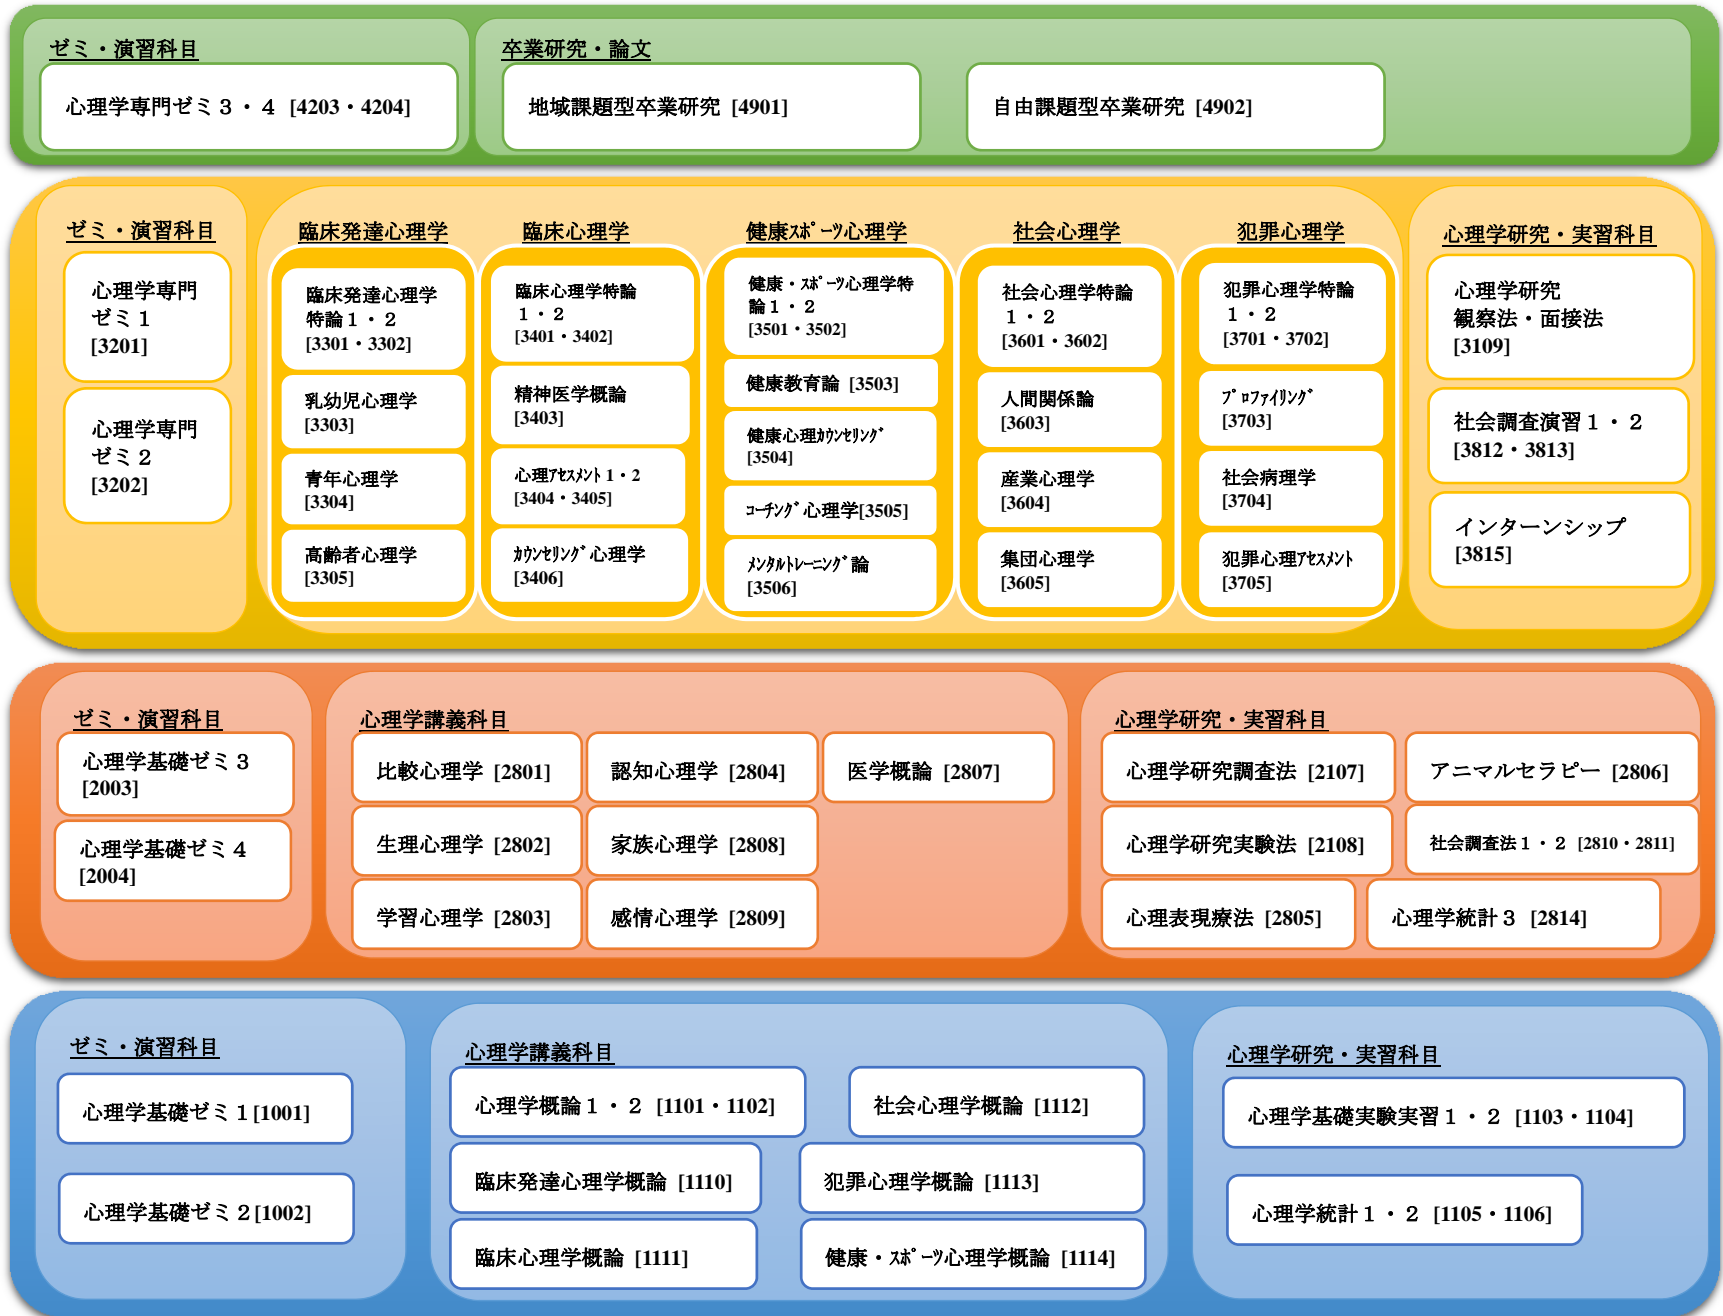 ゼミ・演習科目
心理学専門ゼミ３・４ [4203・4204]
卒業研究・論文
地域課題型卒業研究 [4901]
自由課題型卒業研究 [4902]
ゼミ・演習科目
心理学専門
ゼミ１
[3201]
心理学専門
ゼミ２
[3202]
臨床発達心理学
臨床発達心理学
特論１・２
[3301・3302]
乳幼児心理学
[3303]
青年心理学
[3304]
高齢者心理学
[3305]
臨床心理学
臨床心理学特論
１・２
[3401・3402]
精神医学概論
[3403]
心理ｱｾｽﾒﾝﾄ１・２
[3404・3405]
ｶｳﾝｾﾘﾝｸﾞ心理学
[3406]
健康ｽﾎﾟｰﾂ心理学
健康・ｽﾎﾟｰﾂ心理学特
論１・２
[3501・3502]
健康教育論 [3503]
健康心理ｶｳﾝｾﾘﾝｸﾞ
[3504]
ｺｰﾁﾝｸﾞ心理学[3505]
ﾒﾝﾀﾙﾄﾚｰﾆﾝｸﾞ論
[3506]
社会心理学
社会心理学特論
１・２
[3601・3602]
人間関係論
[3603]
産業心理学
[3604]
集団心理学
[3605]
犯罪心理学
犯罪心理学特論
１・２
[3701・3702]
ﾌﾟﾛﾌｧｲﾘﾝｸﾞ
[3703]
社会病理学
[3704]
犯罪心理ｱｾｽﾒﾝﾄ
[3705]
心理学研究・実習科目
心理学研究
観察法・面接法
[3109]
社会調査演習１・２
[3812・3813]
インターンシップ
[3815]
ゼミ・演習科目
心理学基礎ゼミ３
[2003]
心理学基礎ゼミ４
[2004]
心理学講義科目
比較心理学 [2801]
認知心理学 [2804]
医学概論 [2807]
生理心理学 [2802]
家族心理学 [2808]
学習心理学 [2803]
感情心理学 [2809]
心理学研究・実習科目
心理学研究調査法 [2107]
アニマルセラピー [2806]
心理学研究実験法 [2108]
社会調査法１・２ [2810・2811]
心理表現療法 [2805]
心理学統計３ [2814]
ゼミ・演習科目
心理学基礎ゼミ１[1001]
心理学基礎ゼミ２[1002]
心理学講義科目
心理学概論１・２ [1101・1102]
社会心理学概論 [1112]
臨床発達心理学概論 [1110]
犯罪心理学概論 [1113]
臨床心理学概論 [1111]
健康・ｽﾎﾟｰﾂ心理学概論 [1114]
心理学研究・実習科目
心理学基礎実験実習１・２ [1103・1104]
心理学統計１・２ [1105・1106]